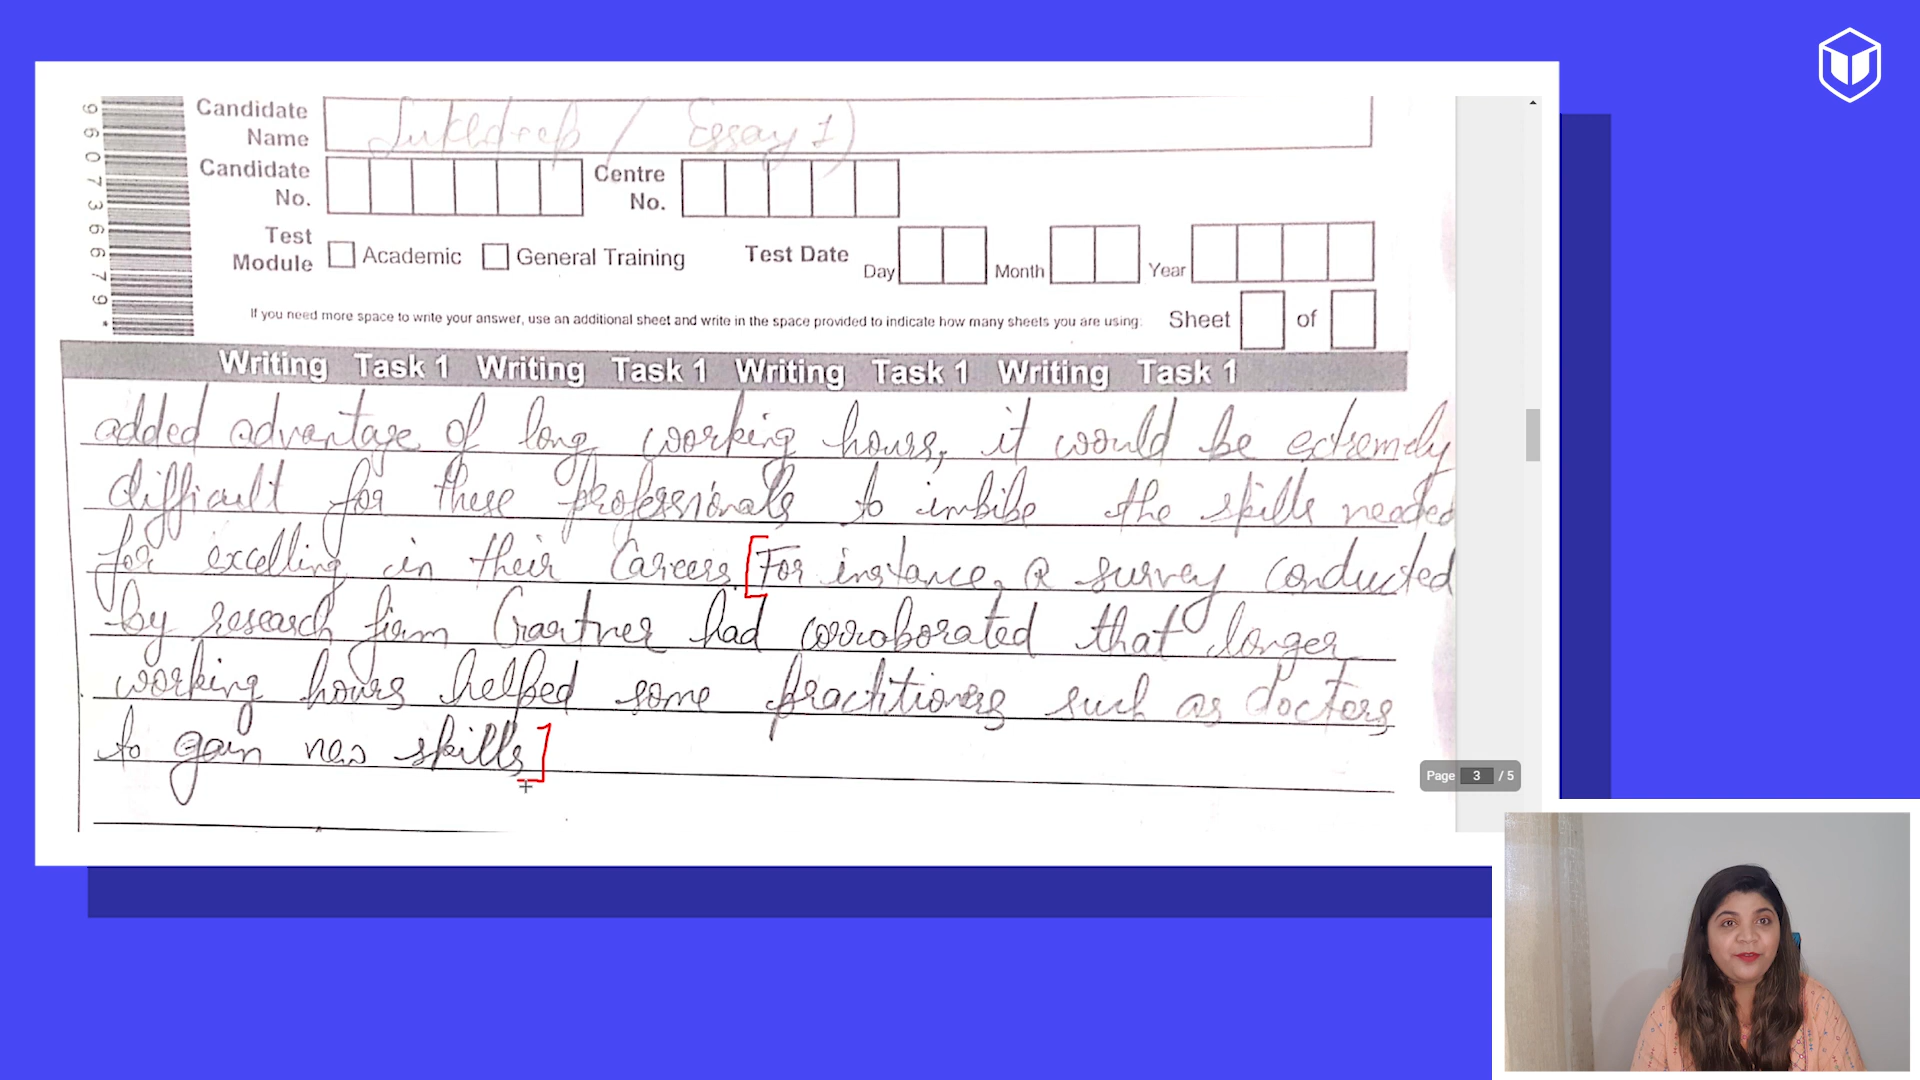 Candidate Name
Essay 1)
Candidate No.
Centre No.
Test Module
Academic
General Training
Test Date
Day
Month
Year
If you need more space to write your answer, use an additional sheet and write in the space provided to indicate how many sheets you are using:
Sheet of
9607366679*
Writing Task 1 Writing Task 1 Writing Task 1 Writing Task 1
added advantage of long working hours, it would be extremely
difficult for these professionals to imbibe the skills needed
for excelling in their careers [For instance, a survey conducted
by research firm Gartner had corroborated that longer
working hours helped some practitioners such as doctors
to gain new skills]
Page 3 / 5